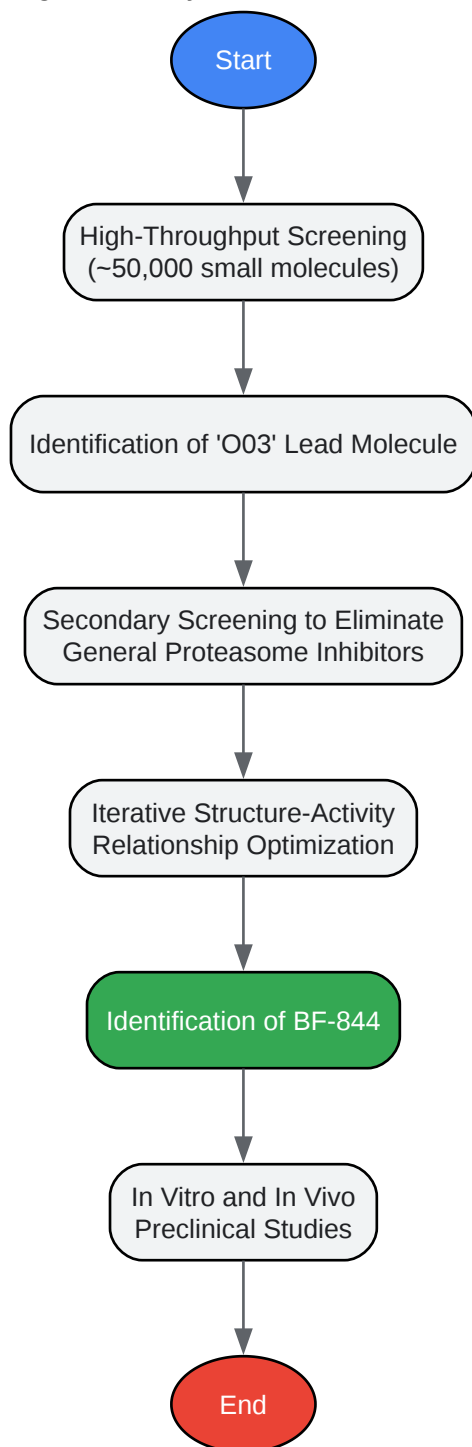 Start
High-Throughput Screening
(~50,000 small molecules)
Identification of 'O03' Lead Molecule
Secondary Screening to Eliminate
General Proteasome Inhibitors
Iterative Structure-Activity
Relationship Optimization
Identification of BF-844
In Vitro and In Vivo
Preclinical Studies
End